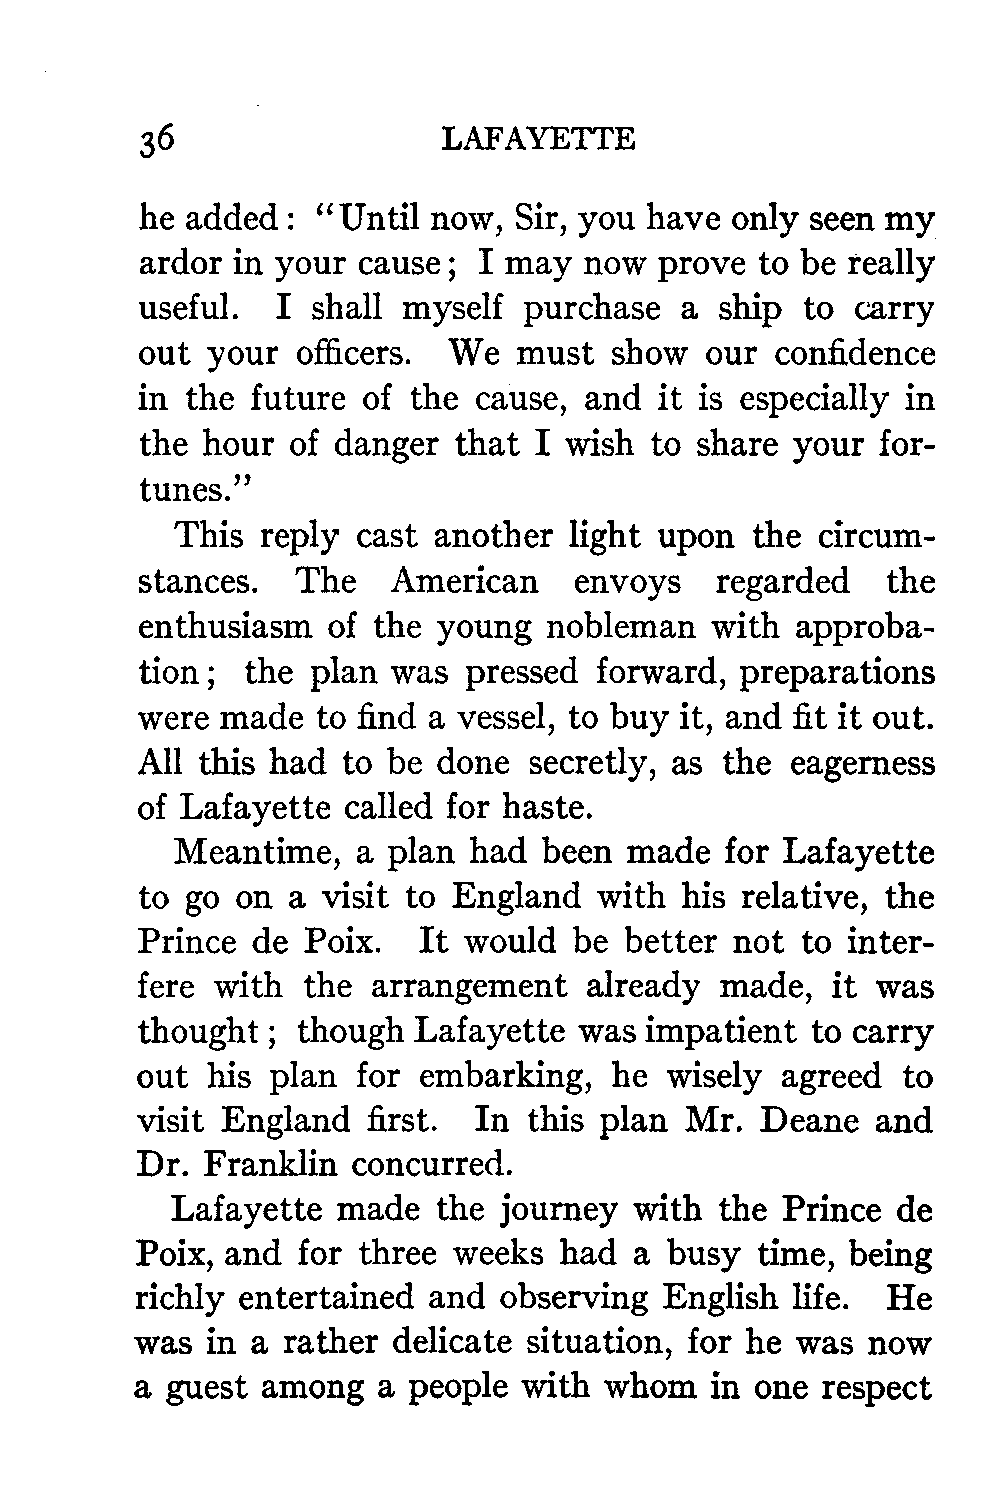 36 LAFAYETTE
he added: "Until now, Sir, you have only seen my
ardor in your cause; I may now prove to be really
useful. I shall myself purchase a ship to carry
out your officers. We must show our confidence
in the future of the cause, and it is especially in
the hour of danger that I wish to share your for-
tunes."
This reply cast another light upon the circum-
stances. The American envoys regarded the
enthusiasm of the young nobleman with approba-
tion; the plan was pressed forward, preparations
were made to find a vessel, to buy it, and fit it out.
All this had to be done secretly, as the eagerness
of Lafayette called for haste.
Meantime, a plan had been made for Lafayette
to go on a visit to England with his relative, the
Prince de Poix. It would be better not to inter-
fere with the arrangement already made, it was
thought; though Lafayette was impatient to carry
out his plan for embarking, he wisely agreed to
visit England first. In this plan Mr. Deane and
Dr. Franklin concurred.
Lafayette made the journey with the Prince de
Poix, and for three weeks had a busy time, being
richly entertained and observing English life. He
was in a rather delicate situation, for he was now
a guest among a people with whom in one respect